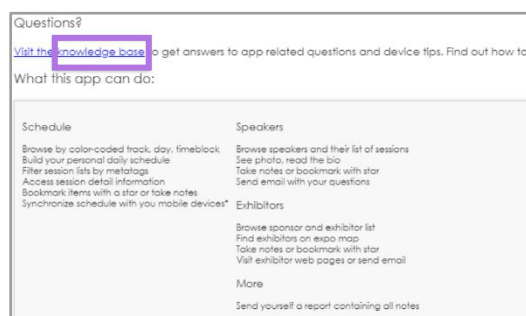 Questions?
Visit the knowledge base to get answers to app related questions and device tips. Find out how to
What this app can do:
Schedule
Browse by color-coded track, day, timeblock
Build your personal daily schedule
Filter session lists by metatags
Access session detail information
Bookmark items with a star or take notes
Synchronize schedule with you mobile devices*
Speakers
Browse speakers and their list of sessions
See photo, read the bio
Take notes or bookmark with star
Send email with your questions
Exhibitors
Browse sponsor and exhibitor list
Find exhibitors on expo map
Take notes or bookmark with star
Visit exhibitor web pages or send email
More
Send yourself a report containing all notes